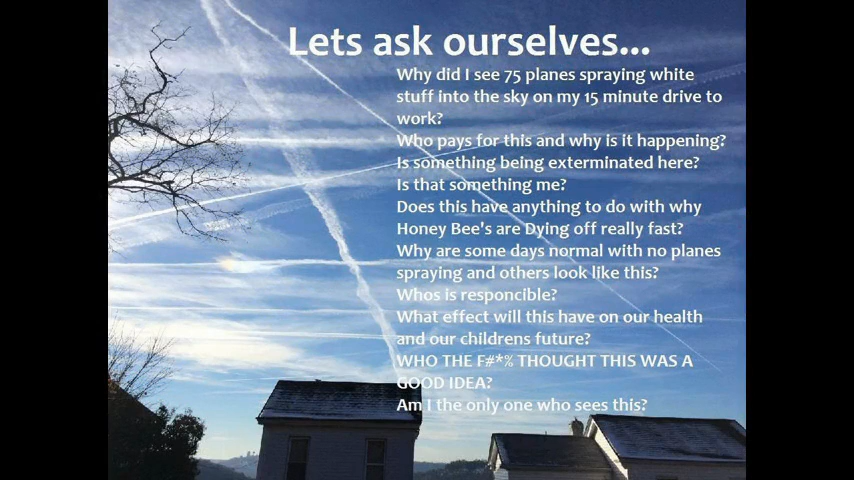 Lets ask ourselves...
Why did I see 75 planes spraying white
stuff into the sky on my 15 minute drive to
work?
Who pays for this and why is it happening?
Is something being exterminated here?
Is that something me?
Does this have anything to do with why
Honey Bee's are Dying off really fast?
Why are some days normal with no planes
spraying and others look like this?
Whos is responcible?
What effect will this have on our health
and our childrens future?
WHO THE F#*% THOUGHT THIS WAS A
GOOD IDEA?
Am I the only one who sees this?